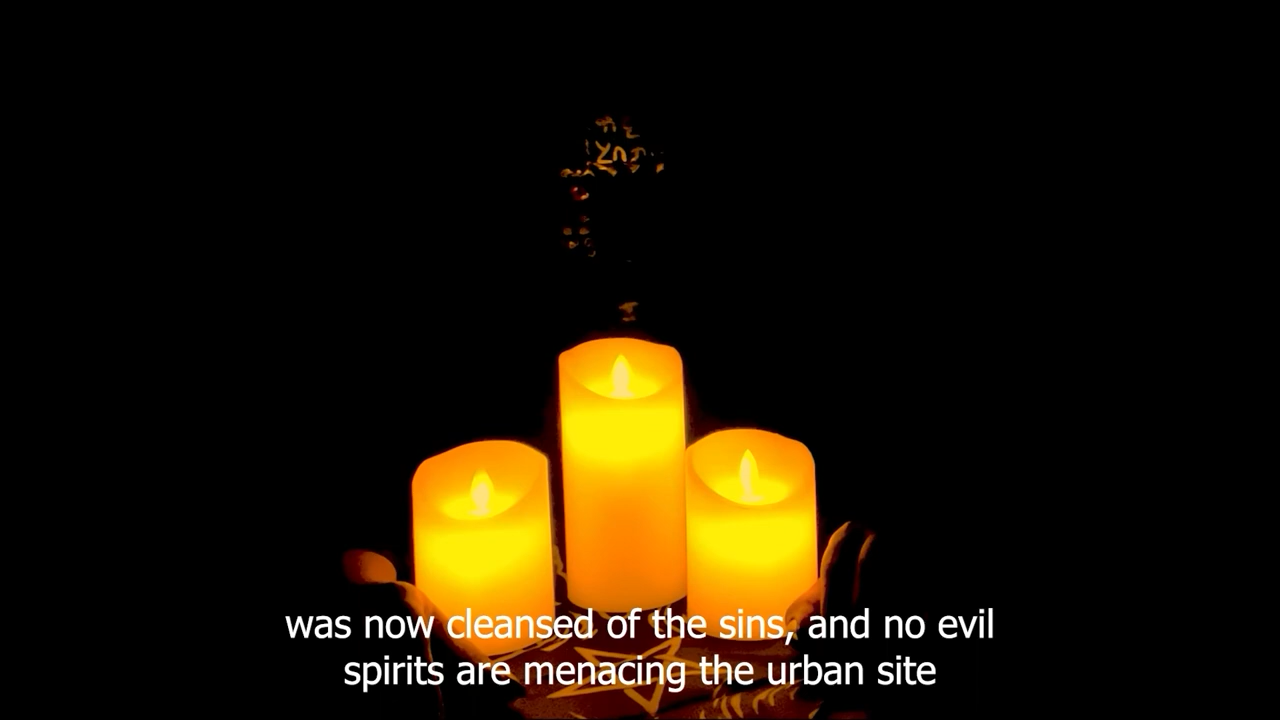 was now cleansed of the sins, and no evil
spirits are menacing the urban site